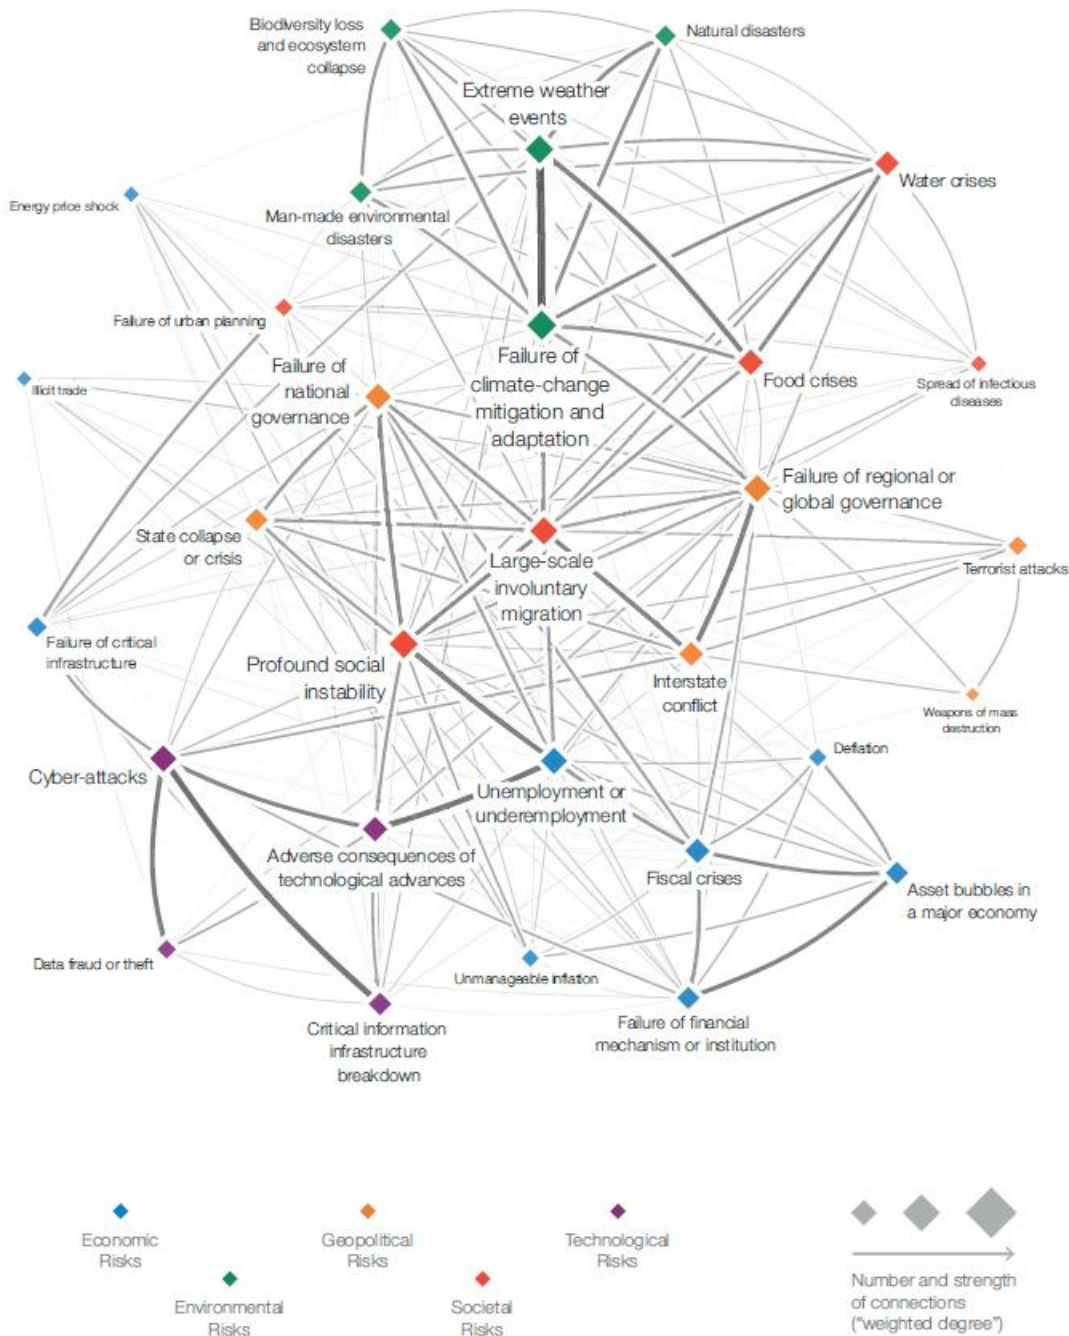 Biodiversity loss
and ecosystem
collapse
Natural disasters
Extreme weather
events
Water crises
Energy price shock
Man-made environmental
disasters
Failure of urban planning
Failure of
national
governance
Failure of
climate-change
mitigation and
adaptation
Food crises
Spread of infectious
diseases
Illicit trade
Failure of regional or
global governance
State collapse
or crisis
Large-scale
involuntary
migration
Terrorist attacks
Failure of critical
infrastructure
Profound social
instability
Interstate
conflict
Weapons of mass
destruction
Deflation
Cyber-attacks
Unemployment or
underemployment
Adverse consequences of
technological advances
Fiscal crises
Asset bubbles in
a major economy
Data fraud or theft
Unmanageable inflation
Critical information
infrastructure
breakdown
Failure of financial
mechanism or institution
Economic
Risks
Geopolitical
Risks
Technological
Risks
Environmental
Risks
Societal
Risks
Number and strength
of connections
("weighted degree")